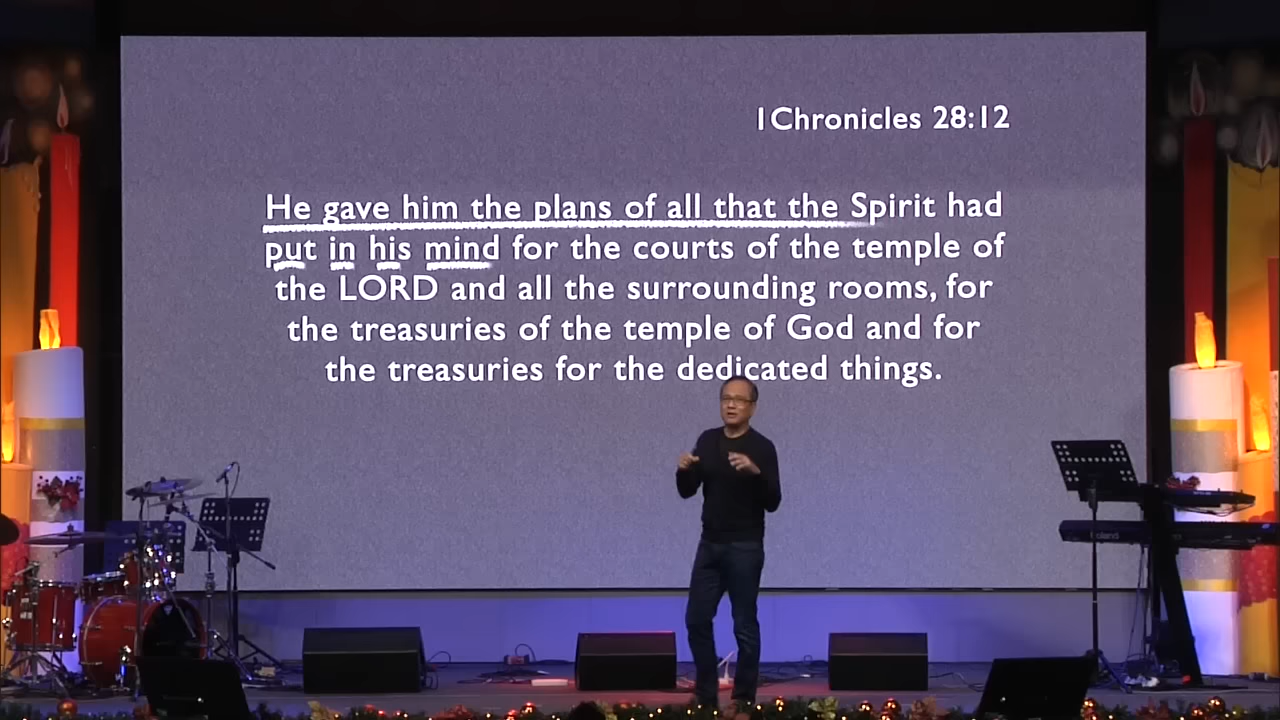 1Chronicles 28:12
He gave him the plans of all that the Spirit had
put in his mind for the courts of the temple of
the LORD and all the surrounding rooms, for
the treasuries of the temple of God and for
the treasuries for the dedicated things.
Roland